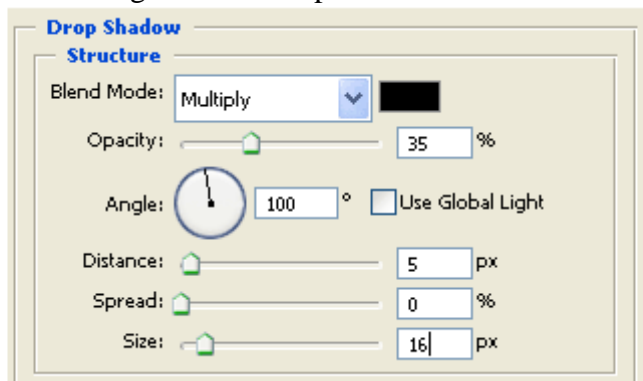 Drop Shadow
Structure
Blend Mode: Multiply
Opacity: 35 %
Angle: 100 ° Use Global Light
Distance: 5 px
Spread: 0 %
Size: 16 px